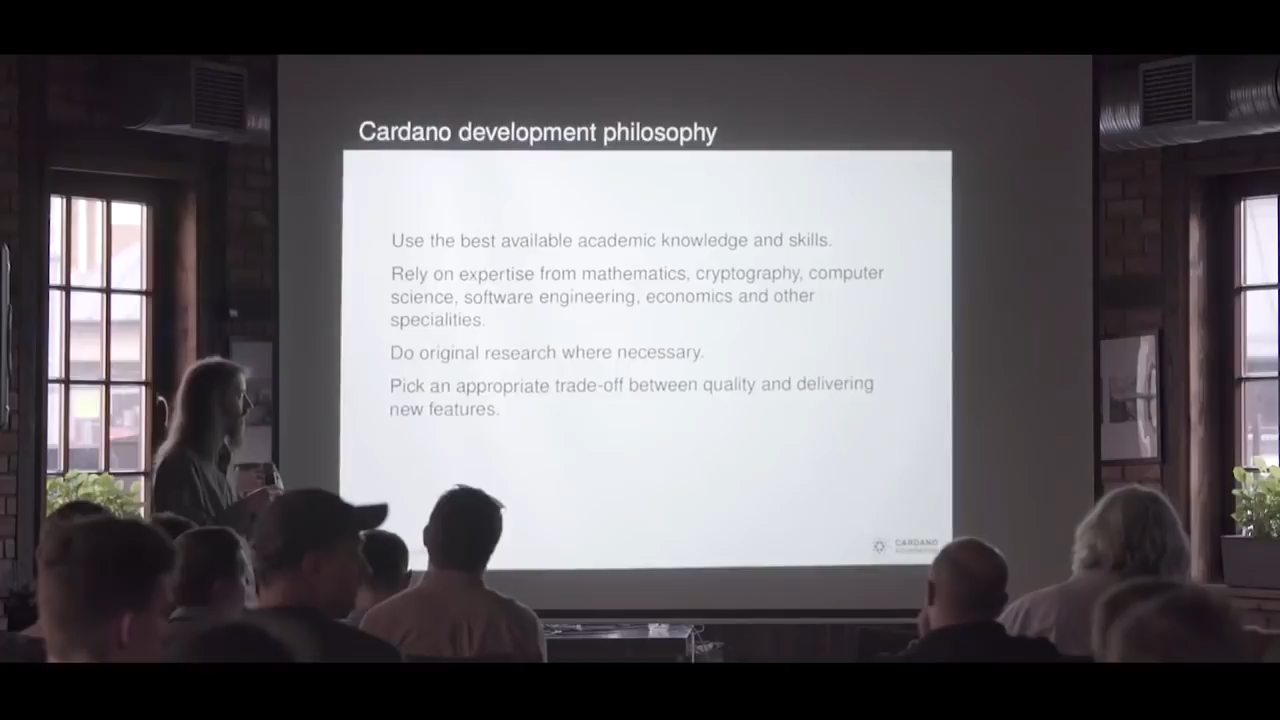 Cardano development philosophy
Use the best available academic knowledge and skills.
Rely on expertise from mathematics, cryptography, computer
science, software engineering, economics and other
specialities.
Do original research where necessary.
Pick an appropriate trade-off between quality and delivering
new features.
CARDANO